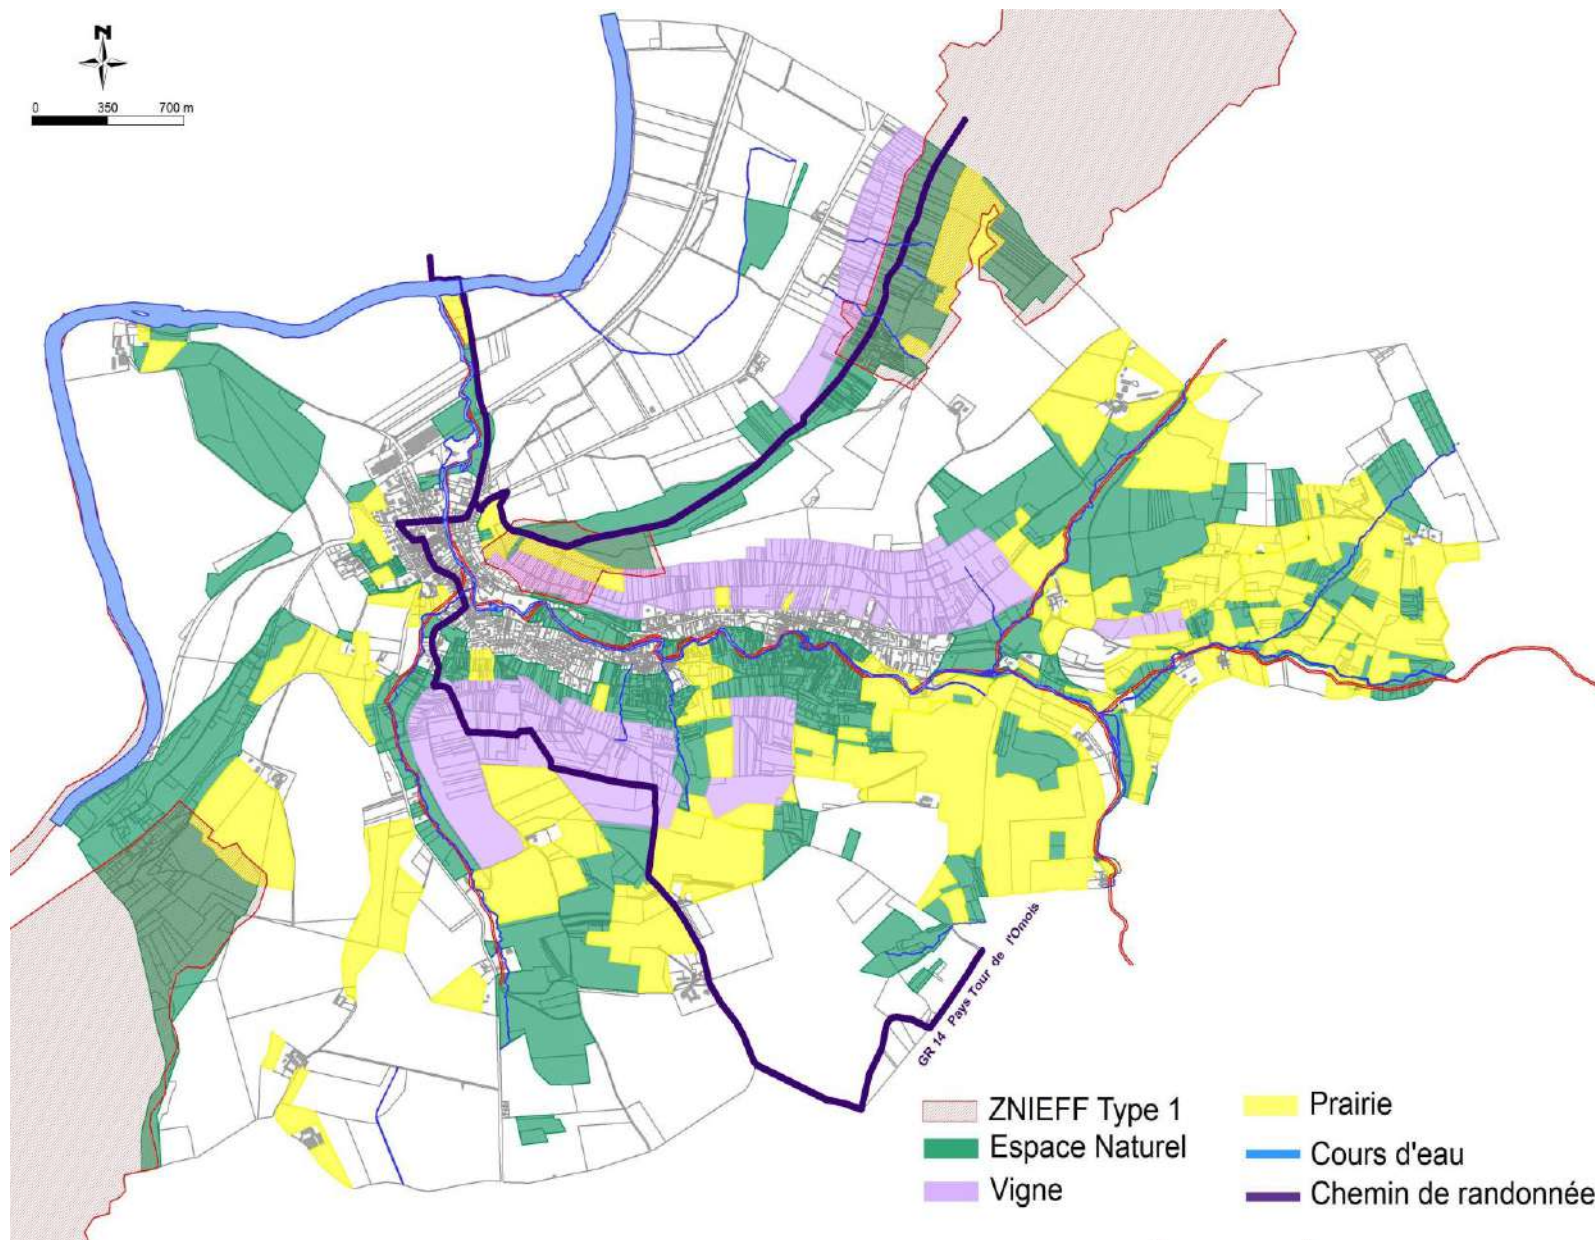 N
0 350 700 m
GR 14 Pays Tour de l'Omois
ZNIEFF Type 1
Espace Naturel
Vigne
Prairie
Cours d'eau
Chemin de randonnée